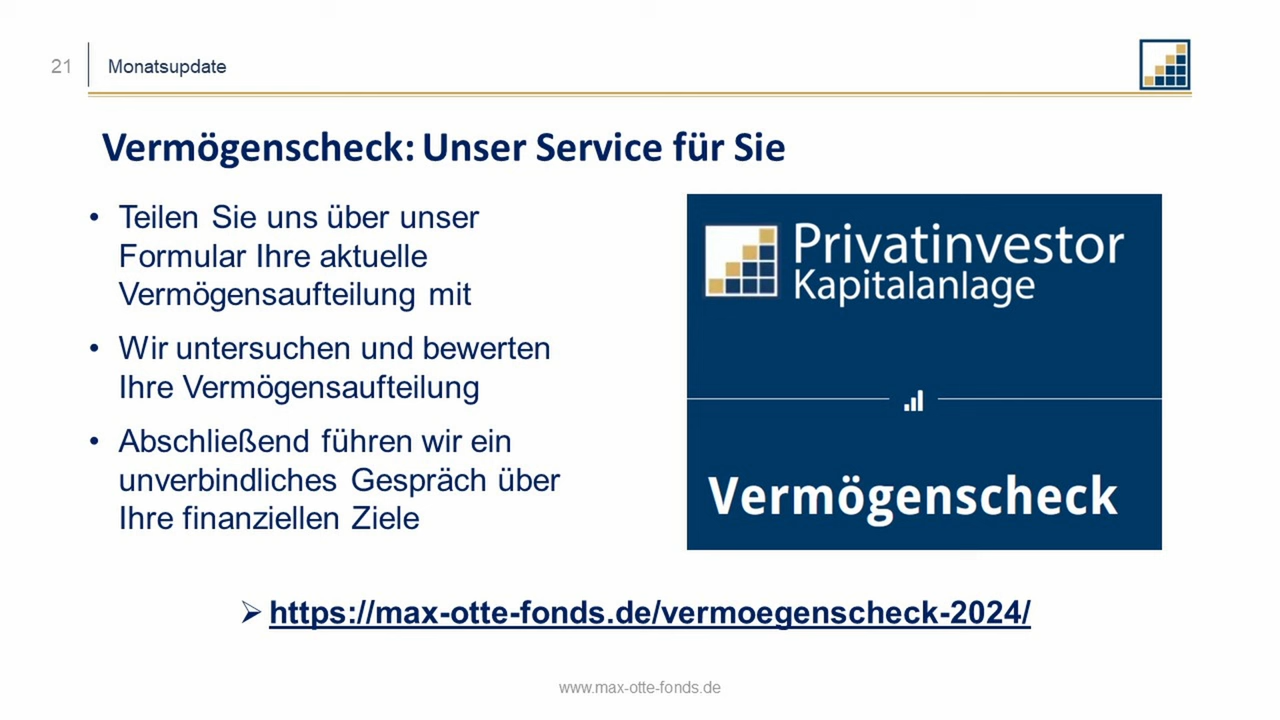 21
Monatsupdate
Vermögenscheck: Unser Service für Sie
• Teilen Sie uns über unser
Formular Ihre aktuelle
Vermögensaufteilung mit
• Wir untersuchen und bewerten
Ihre Vermögensaufteilung
• Abschließend führen wir ein
unverbindliches Gespräch über
Ihre finanziellen Ziele
Privatinvestor
Kapitalanlage
Vermögenscheck
➢ https://max-otte-fonds.de/vermoegenscheck-2024/
www.max-otte-fonds.de